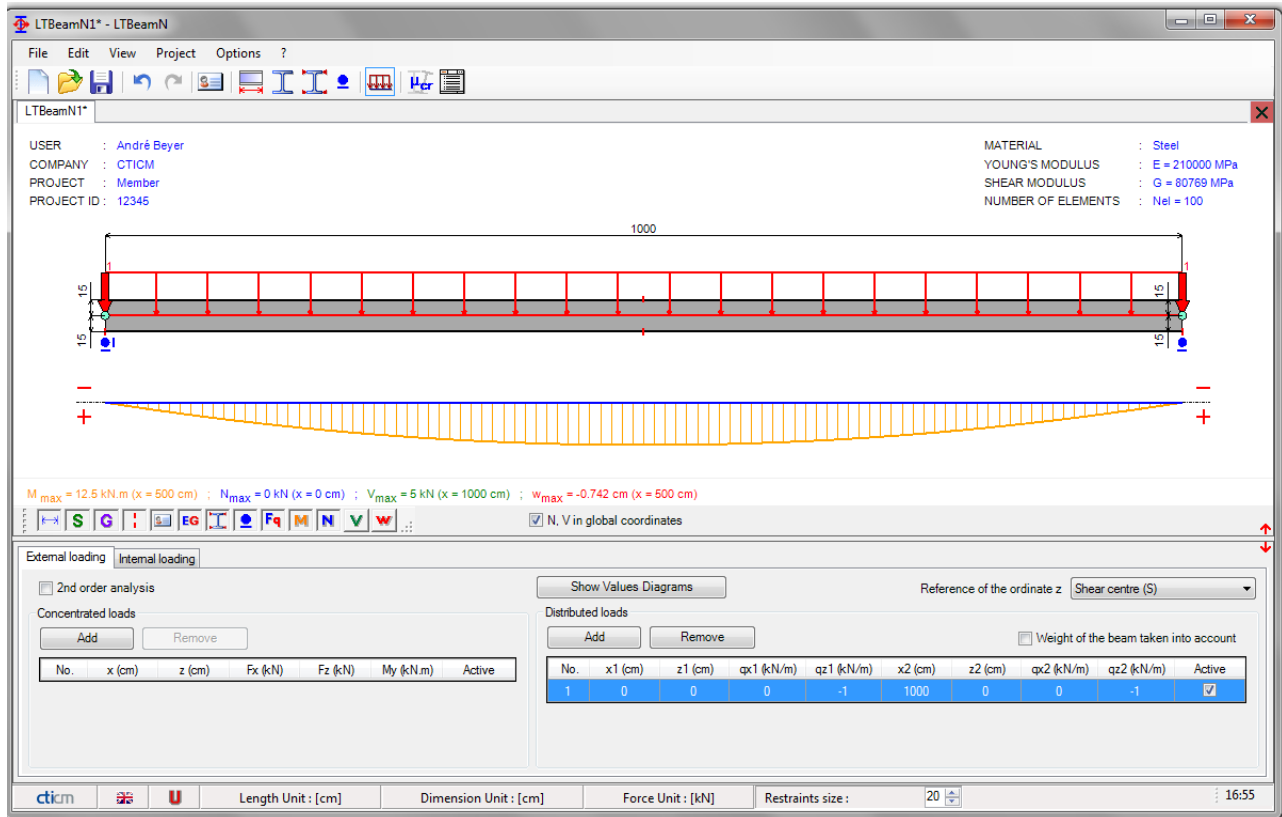 LTBeamN1* - LTBeamN
File Edit View Project Options ?
μcr
LTBeamN1*
USER : André Beyer
COMPANY : CTICM
PROJECT : Member
PROJECT ID : 12345
MATERIAL : Steel
YOUNG'S MODULUS : E = 210000 MPa
SHEAR MODULUS : G = 80769 MPa
NUMBER OF ELEMENTS : Nel = 100
1000
1 1
15 15
15 15
− −
+ +
M max = 12.5 kN.m (x = 500 cm) ; Nmax = 0 kN (x = 0 cm) ; Vmax = 5 kN (x = 1000 cm) ; wmax = -0.742 cm (x = 500 cm)
S G EG Fq M N V w N, V in global coordinates
External loading Internal loading
2nd order analysis Show Values Diagrams Reference of the ordinate z Shear centre (S)
Concentrated loads Distributed loads
Add Remove Add Remove Weight of the beam taken into account
No. x (cm) z (cm) Fx (kN) Fz (kN) My (kN.m) Active No. x1 (cm) z1 (cm) qx1 (kN/m) qz1 (kN/m) x2 (cm) z2 (cm) qx2 (kN/m) qz2 (kN/m) Active
1 0 0 0 -1 1000 0 0 -1
cticm U Length Unit : [cm] Dimension Unit : [cm] Force Unit : [kN] Restraints size : 20 16:55